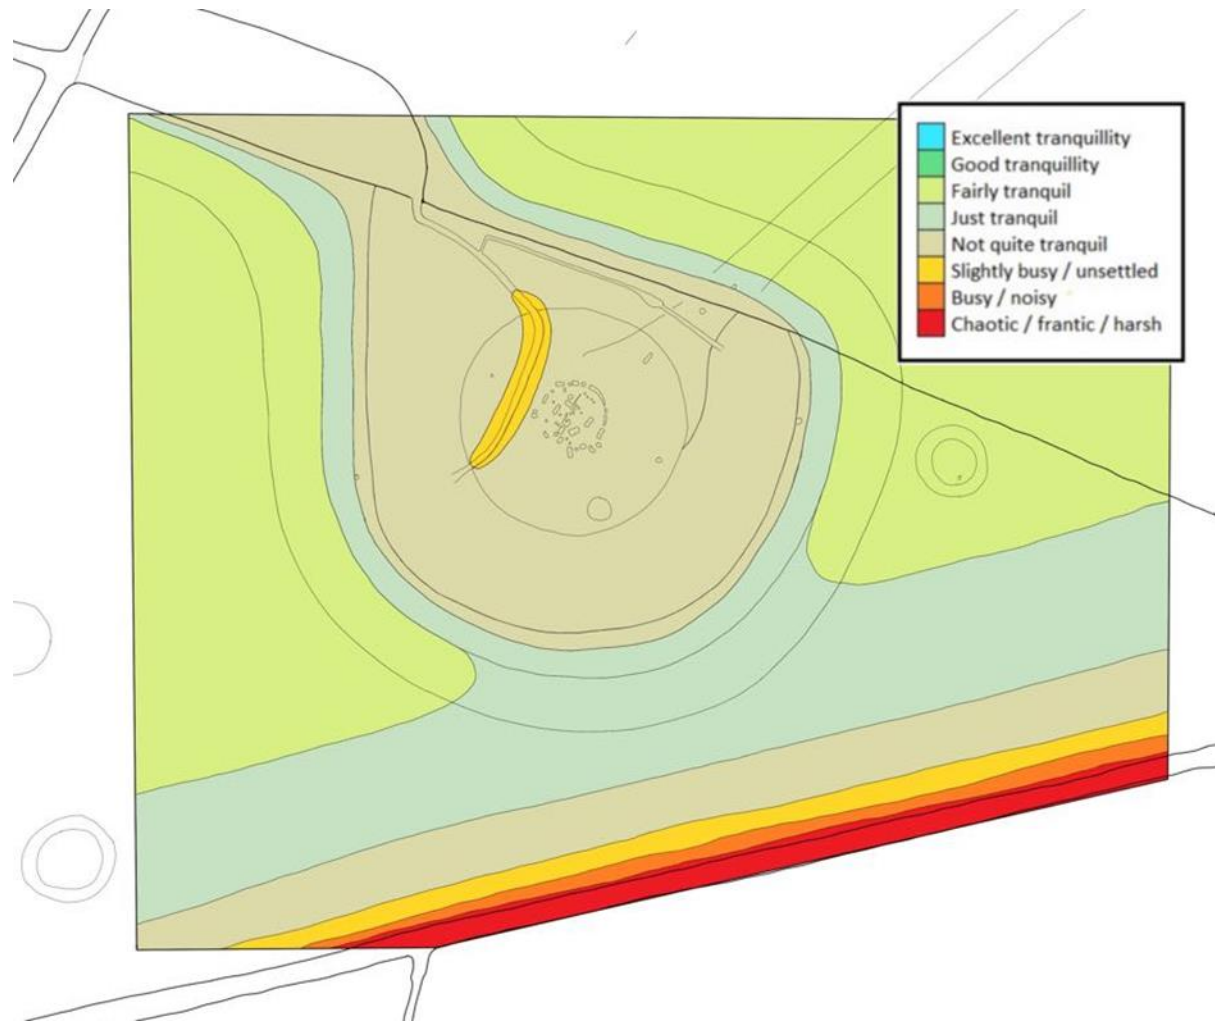 Excellent tranquillity
Good tranquillity
Fairly tranquil
Just tranquil
Not quite tranquil
Slightly busy / unsettled
Busy / noisy
Chaotic / frantic / harsh